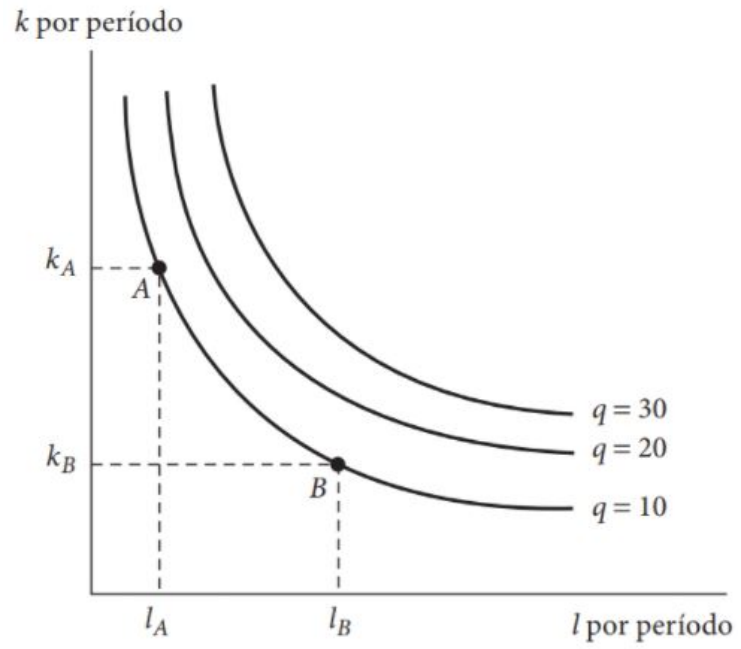 k por período
k_A
A
q = 30
q = 20
k_B
B
q = 10
l_A
l_B
l por período